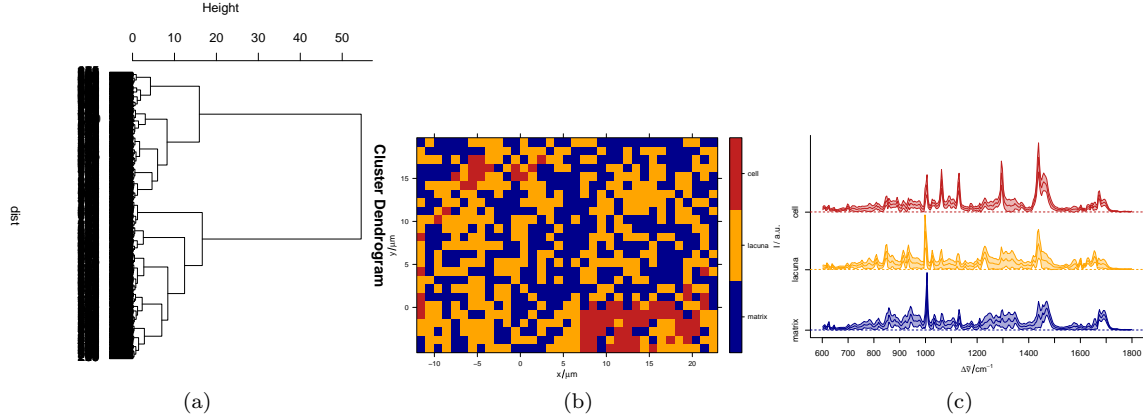 Height
0 10 20 30 40 50
dist
Cluster Dendrogram
y/μm
15
10
5
0
−10 −5 0 5 10 15 20
x/μm
cell
lacuna
matrix
I / a.u.
cell
lacuna
matrix
600 700 800 900 1000 1200 1400 1600 1800
Δν̃/cm⁻¹
(a) (b) (c)